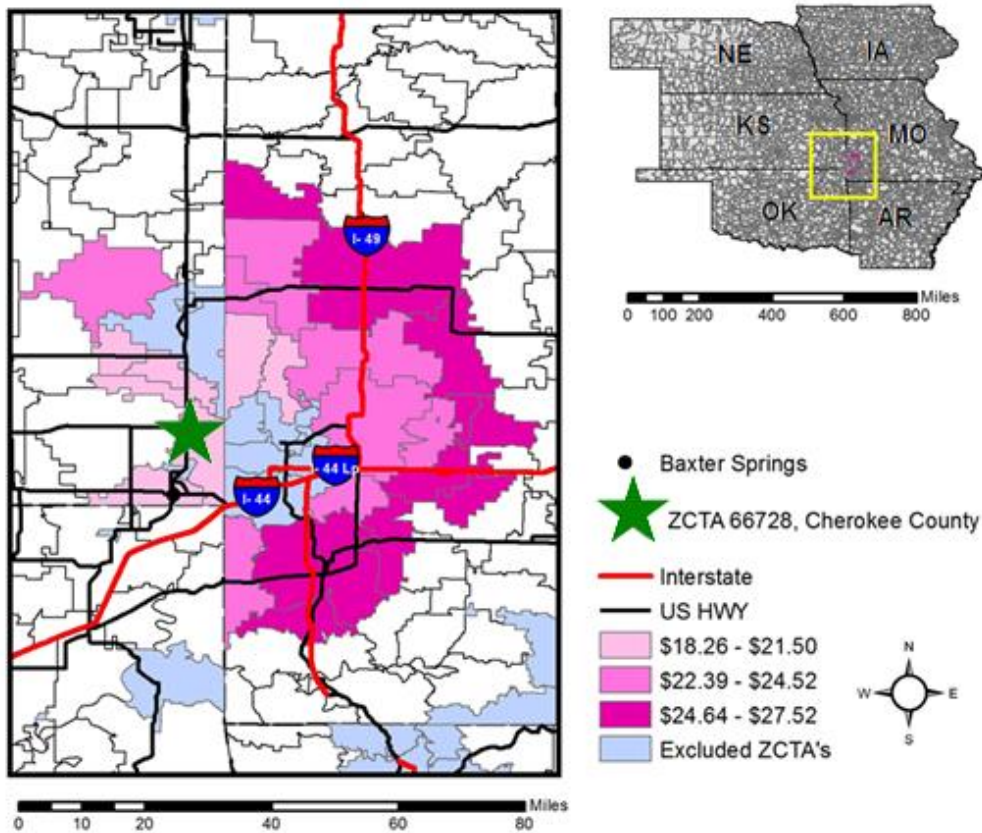 I- 49
- 44 Lp
I- 44
Miles
0 10 20 40 60 80
NE
IA
KS
MO
OK
AR
Miles
0 100 200 400 600 800
Baxter Springs
ZCTA 66728, Cherokee County
Interstate
US HWY
$18.26 - $21.50
$22.39 - $24.52
$24.64 - $27.52
Excluded ZCTA's
N
W E
S